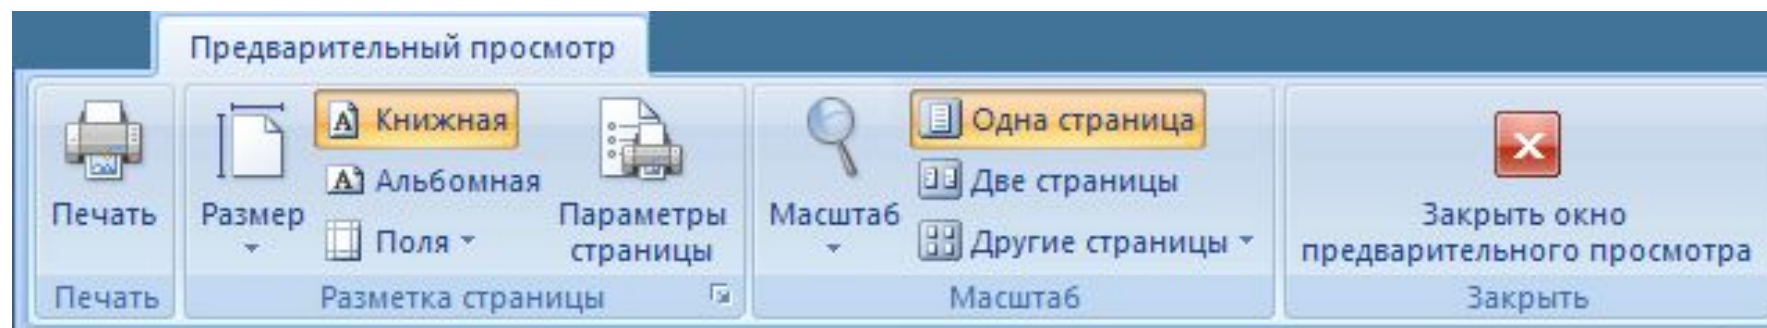 Предварительный просмотр
Печать
Размер
Книжная
Альбомная
Поля
Параметры
страницы
Масштаб
Одна страница
Две страницы
Другие страницы
Закрыть окно
предварительного просмотра
Печать
Разметка страницы
Масштаб
Закрыть